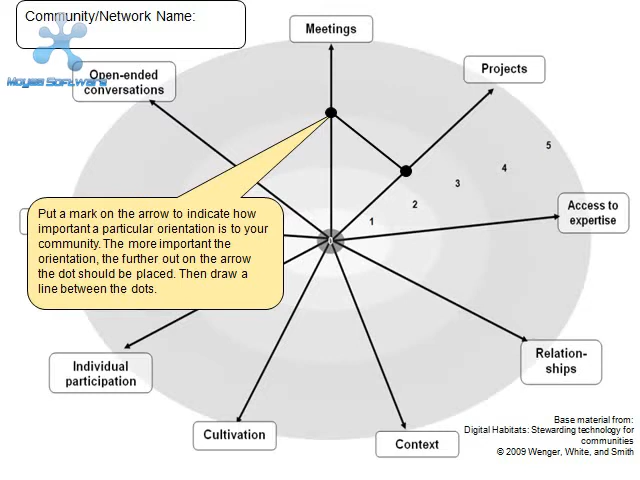 Community/Network Name:
Meetings
Moyea Software
Open-ended
conversations
Projects
5
4
3
2
1
Access to
expertise
Put a mark on the arrow to indicate how
important a particular orientation is to your
community. The more important the
orientation, the further out on the arrow
the dot should be placed. Then draw a
line between the dots.
0
Individual
participation
Relation-
ships
Cultivation
Context
Base material from:
Digital Habitats: Stewarding technology for
communities
© 2009 Wenger, White, and Smith